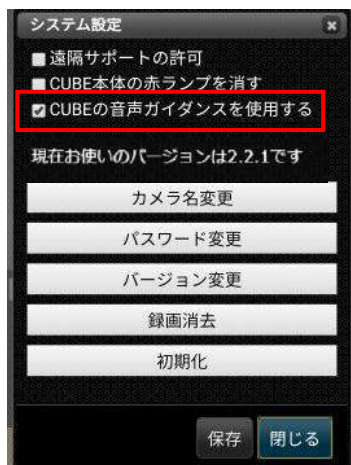 システム設定
遠隔サポートの許可
CUBE本体の赤ランプを消す
CUBEの音声ガイダンスを使用する
現在お使いのバージョンは2.2.1です
カメラ名変更
パスワード変更
バージョン変更
録画消去
初期化
保存 閉じる